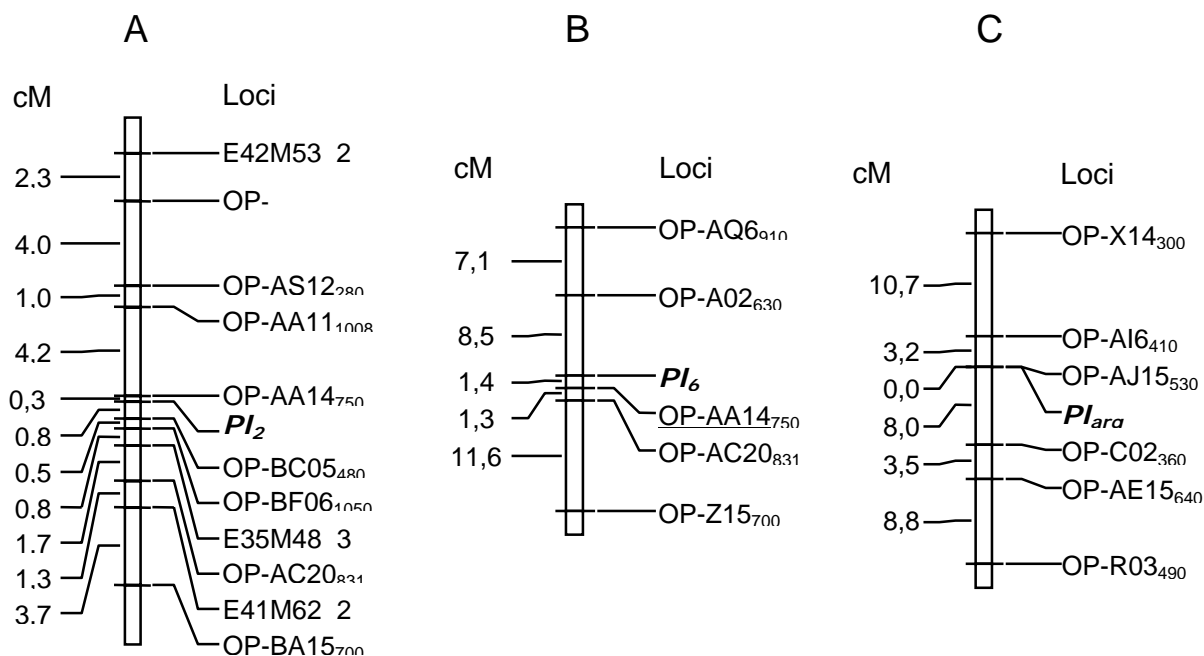 A
cM
Loci
E42M53 2
2.3
OP-
4.0
OP-AS12280
1.0
OP-AA111008
4.2
OP-AA14750
0,3
Pl2
0.8
OP-BC05480
0.5
OP-BF061050
0.8
E35M48 3
1.7
OP-AC20831
1.3
E41M62 2
3.7
OP-BA15700
B
cM
Loci
OP-AQ6910
7,1
OP-A02630
8,5
Pl6
1,4
OP-AA14750
1,3
OP-AC20831
11,6
OP-Z15700
C
cM
Loci
OP-X14300
10,7
OP-AI6410
3,2
OP-AJ15530
0,0
Plarg
8,0
OP-C02360
3,5
OP-AE15640
8,8
OP-R03490